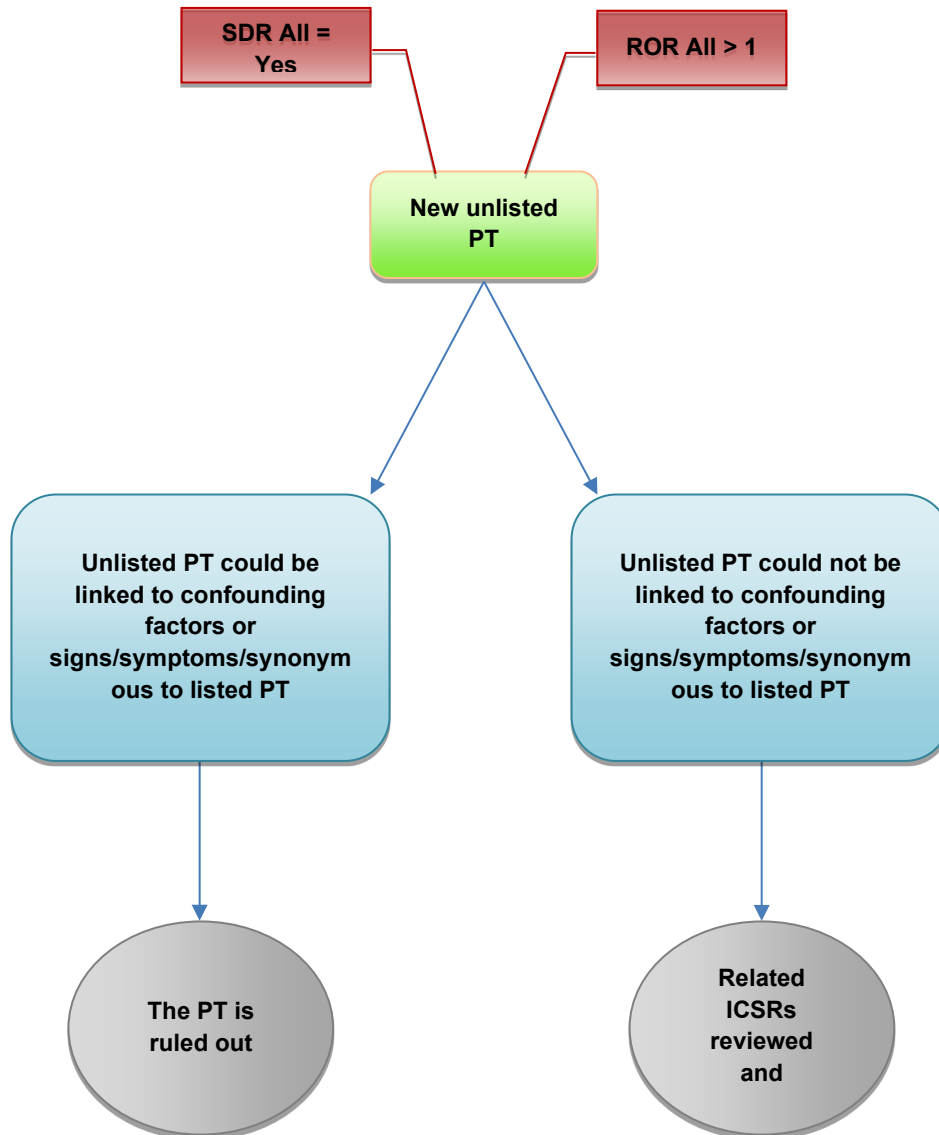 SDR All =
Yes
ROR All > 1
New unlisted
PT
Unlisted PT could be
linked to confounding
factors or
signs/symptoms/synonym
ous to listed PT
Unlisted PT could not be
linked to confounding
factors or
signs/symptoms/synonym
ous to listed PT
The PT is
ruled out
Related
ICSRs
reviewed
and